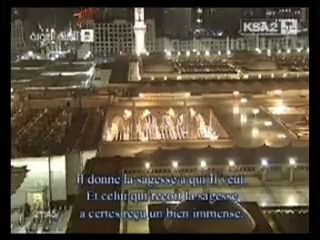 KSA2
Il donne la sagesse à qui Il veut
Et celui qui reçoit la sagesse
a certes reçu un bien immense.